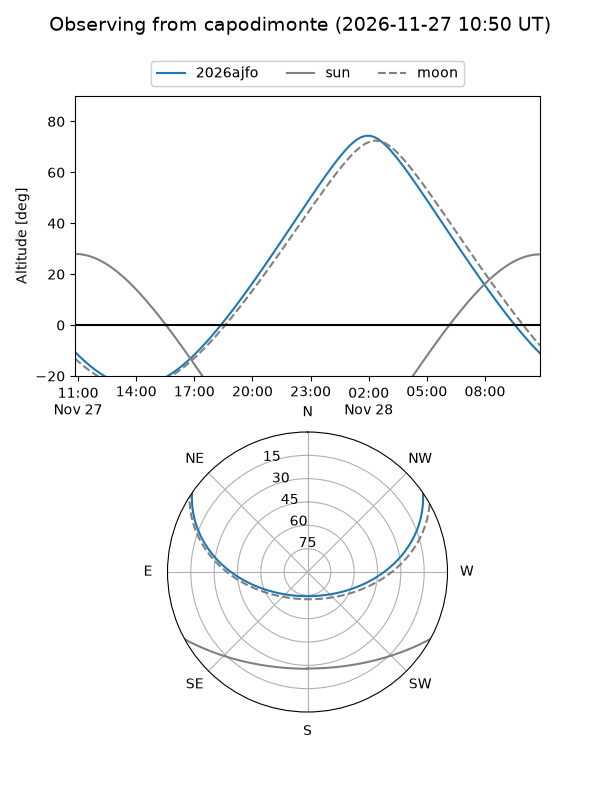 Observing from capodimonte (2026-11-27 10:50 UT)
2026ajfo sun moon
80
60
40
20
0
−20
Altitude [deg]
11:00 14:00 17:00 20:00 23:00 02:00 05:00 08:00
Nov 27 Nov 28
N
NE NW
15
30
45
60
75
E W
SE SW
S